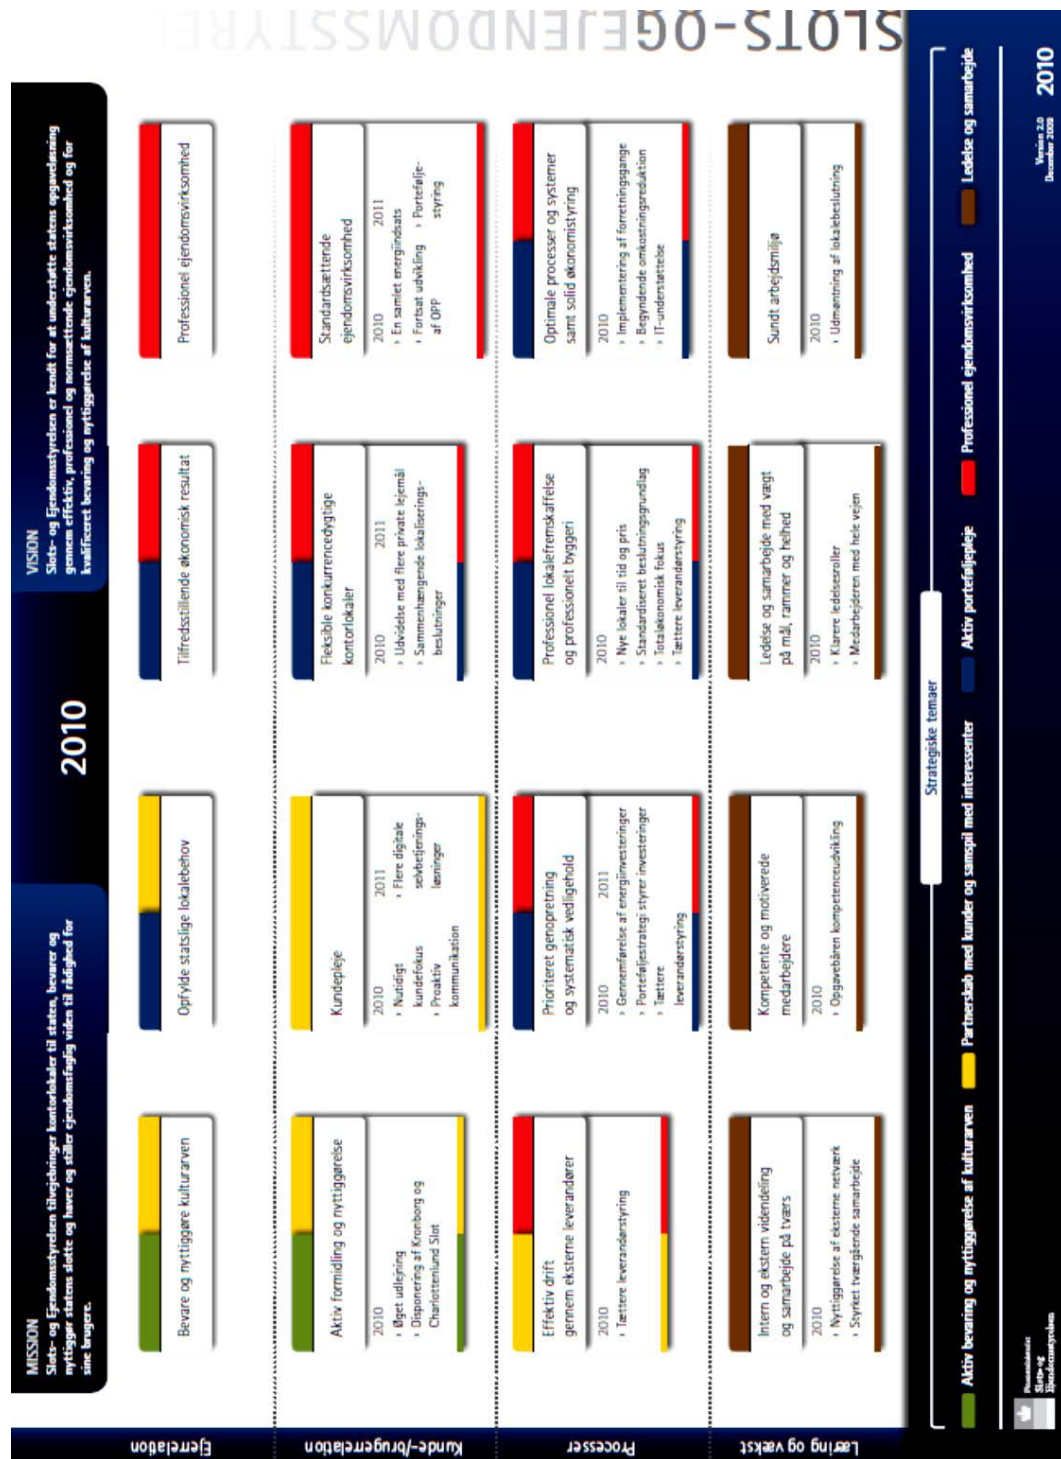 MISSION
Slots- og Ejendomsstyrelsen tilvejebringer kontorlokaler til staten, bevarer og
nyttiggør statens slotte og haver og stiller ejendomsfaglig viden til rådighed for
sine brugere.
2010
VISION
Slots- og Ejendomsstyrelsen er kendt for at understøtte statens opgaveløsning
gennem effektiv, professionel og normsættende ejendomsvirksomhed og for
kvalificeret bevaring og nyttiggørelse af kulturarven.
Ejerrelation
Bevare og nyttiggøre kulturarven
Opfylde statslige lokalebehov
Tilfredsstillende økonomisk resultat
Professionel ejendomsvirksomhed
Kunde-/brugerrelation
Aktiv formidling og nyttiggørelse
2010
› Øget udlejning
› Disponering af Kronborg og
Charlottenlund Slot
Kundepleje
2010
› Nutidigt
kundefokus
› Proaktiv
kommunikation
2011
› Flere digitale
selvbetjenings-
løsninger
Fleksible konkurrencedygtige
kontorlokaler
2010 2011
› Udvidelse med flere private lejemål
› Sammenhængende lokaliserings-
beslutninger
Standardsættende
ejendomsvirksomhed
2010
› En samlet energiindsats
› Fortsat udvikling
af OPP
2011
› Portefølje-
styring
Processer
Effektiv drift
gennem eksterne leverandører
2010
› Tættere leverandørstyring
Prioriteret genopretning
og systematisk vedligehold
2010 2011
› Gennemførelse af energiinvesteringer
› Porteføljestrategi styrer investeringer
› Tættere
leverandørstyring
Professionel lokalefremskaffelse
og professionelt byggeri
2010
› Nye lokaler til tid og pris
› Standardiseret beslutningsgrundlag
› Totaløkonomisk fokus
› Tættere leverandørstyring
Optimale processer og systemer
samt solid økonomistyring
2010
› Implementering af forretningsgange
› Begyndende omkostningsreduktion
› IT-understøttelse
Læring og vækst
Intern og ekstern videndeling
og samarbejde på tværs
2010
› Nyttiggørelse af eksterne netværk
› Styrket tværgående samarbejde
Kompetente og motiverede
medarbejdere
2010
› Opgavebåren kompetenceudvikling
Ledelse og samarbejde med vægt
på mål, rammer og helhed
2010
› Klarere ledelsesroller
› Medarbejderen med hele vejen
Sundt arbejdsmiljø
2010
› Udmøntning af lokalebeslutning
SLOTS-OGEJENDOMSSTYRE
Strategiske temaer
Aktiv bevaring og nyttiggørelse af kulturarven
Partnerskab med kunder og samspil med interessenter
Aktiv porteføljepleje
Professionel ejendomsvirksomhed
Ledelse og samarbejde
Finansministeriet
Slots- og
Ejendomsstyrelsen
Version 2.0
December 2009
2010